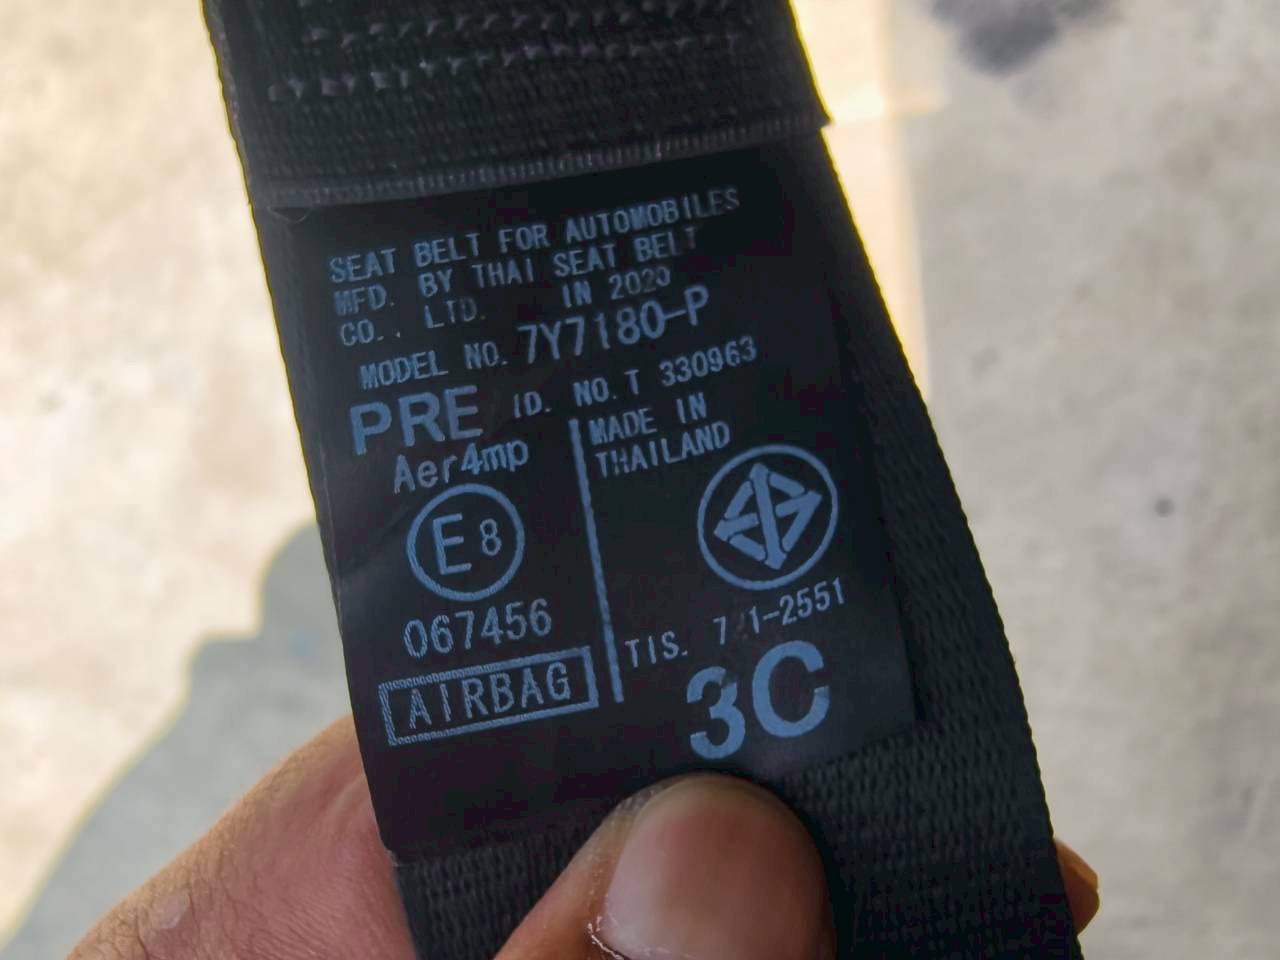 SEAT BELT FOR AUTOMOBILES
MFD. BY THAI SEAT BELT
CO., LTD. IN 2020
MODEL NO. 7Y7180-P
PRE ID. NO. T 330963
Aer4mp
E8
067456
AIRBAG
MADE IN
THAILAND
TIS.
3C